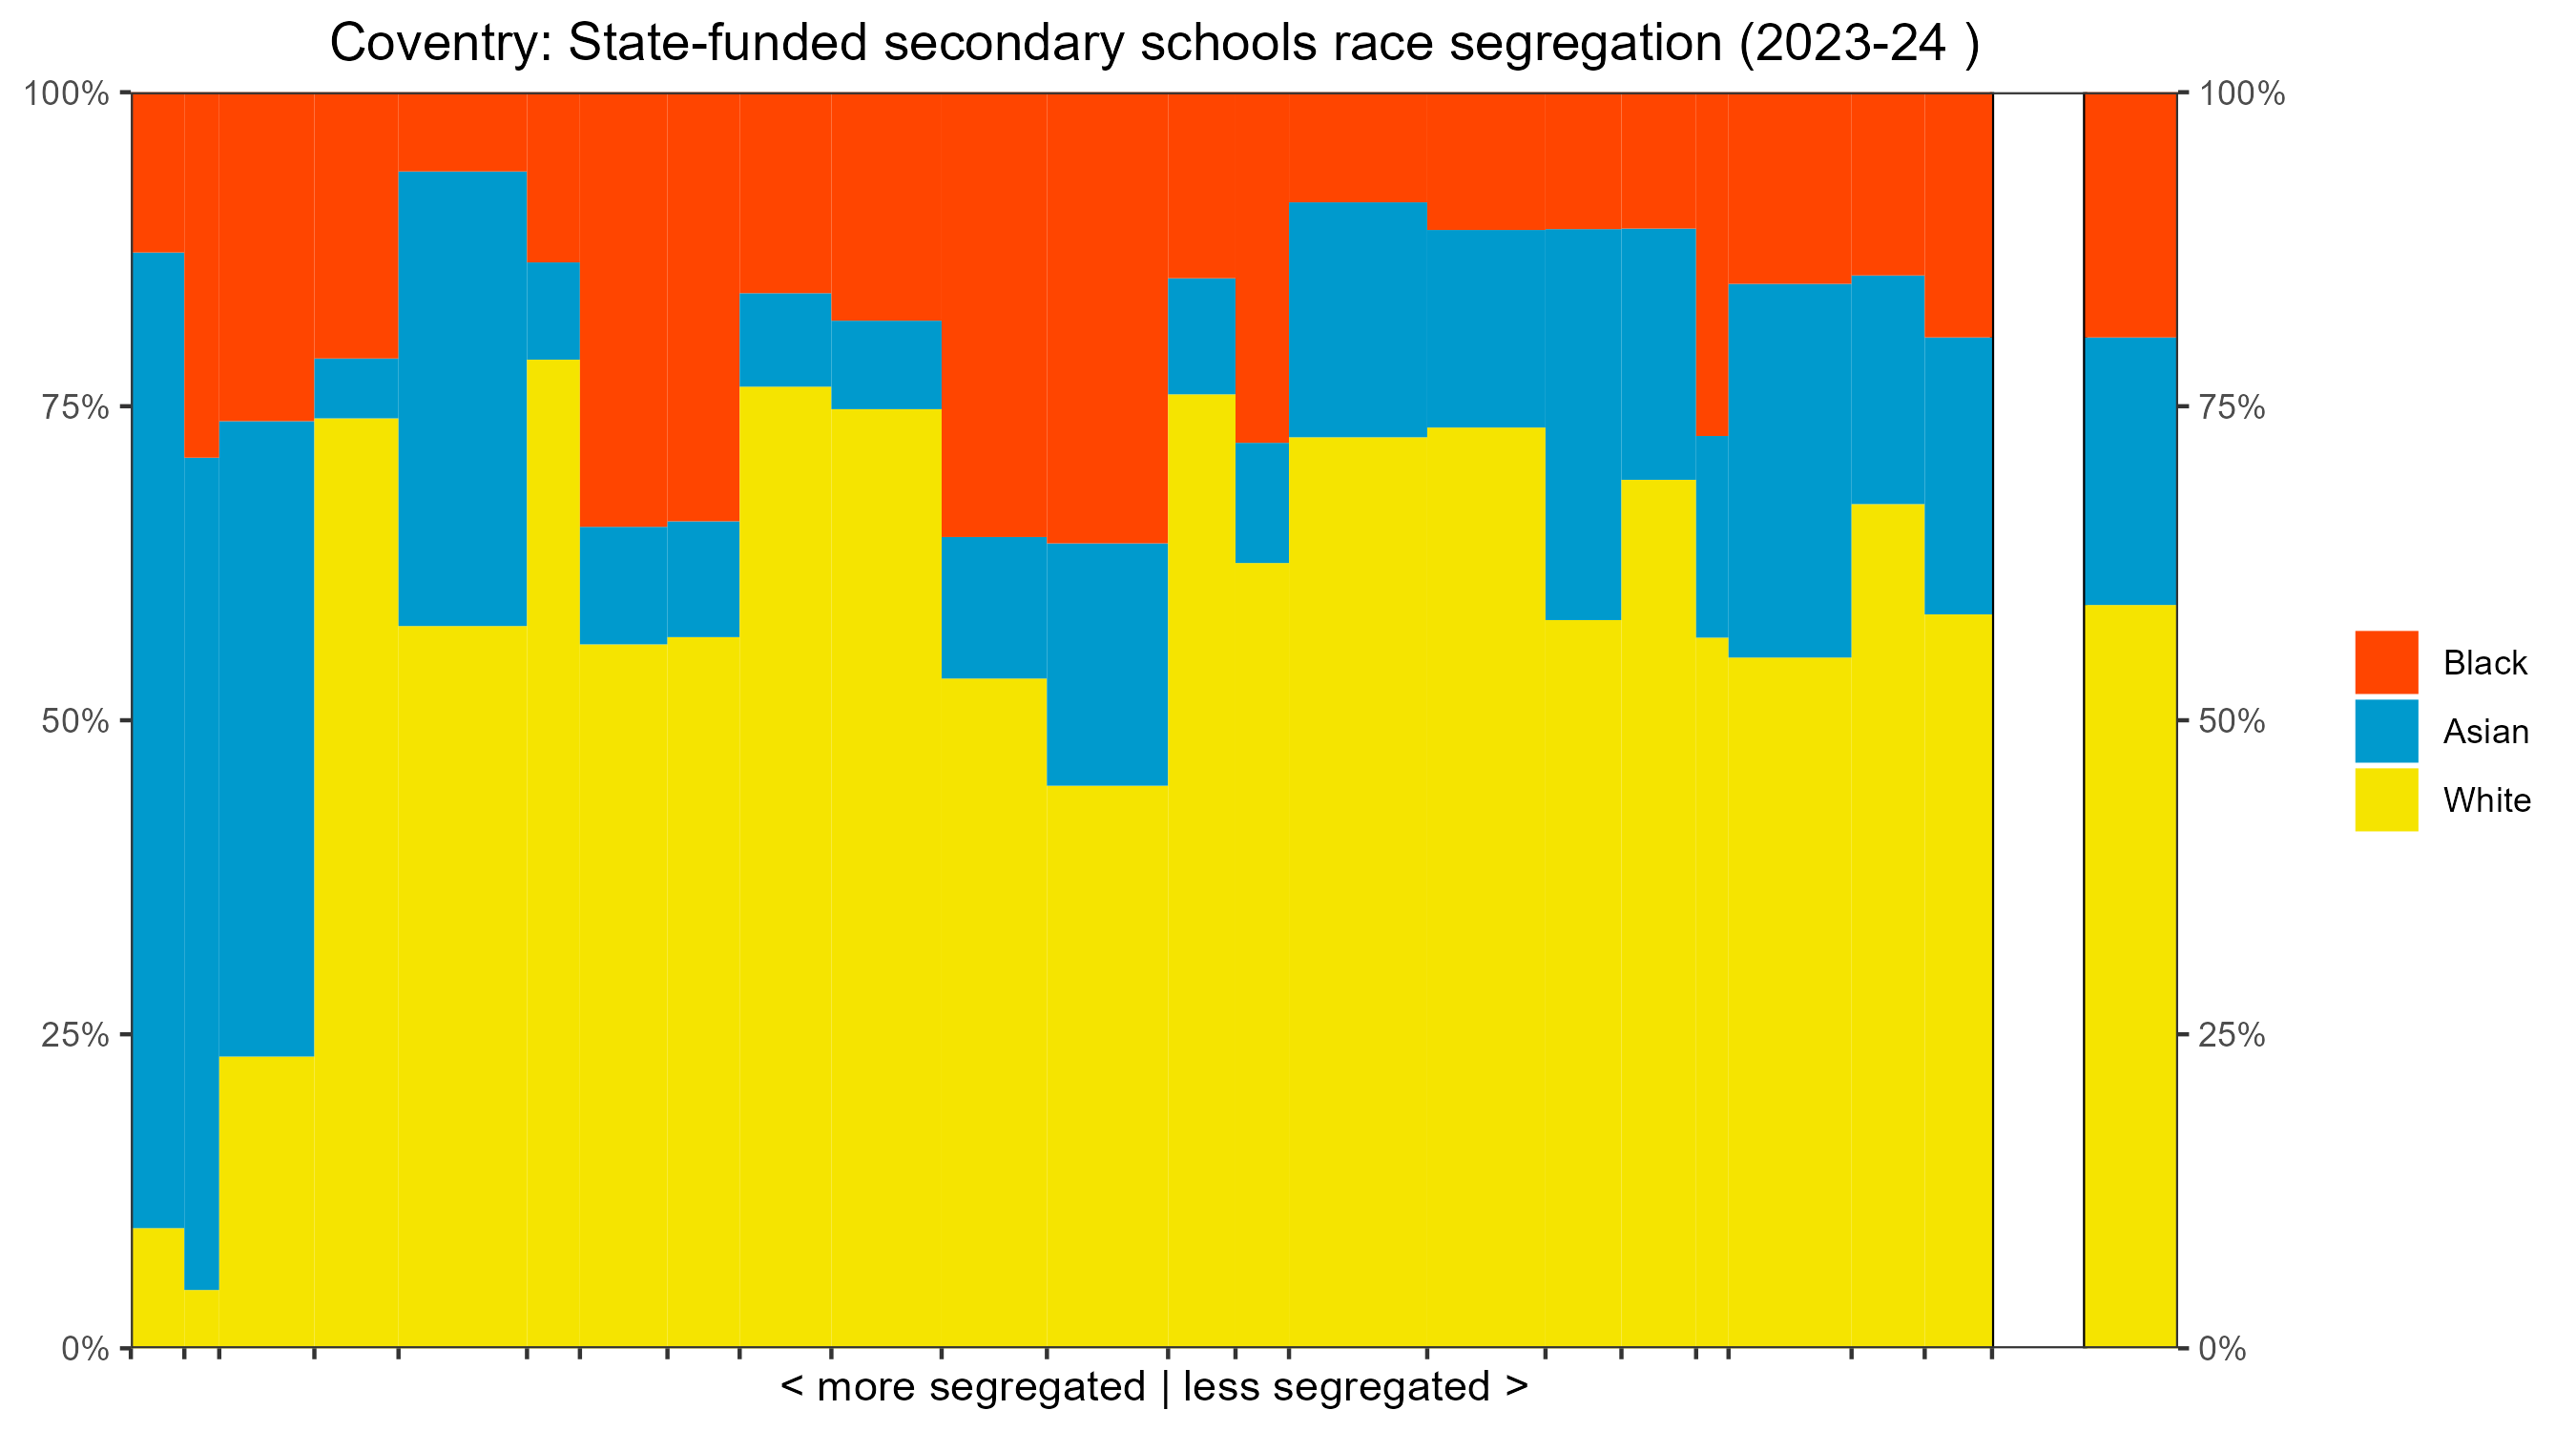 Coventry: State-funded secondary schools race segregation (2023-24 )
100%
100%
75%
75%
50%
50%
25%
25%
0%
0%
Black
Asian
White
< more segregated | less segregated >